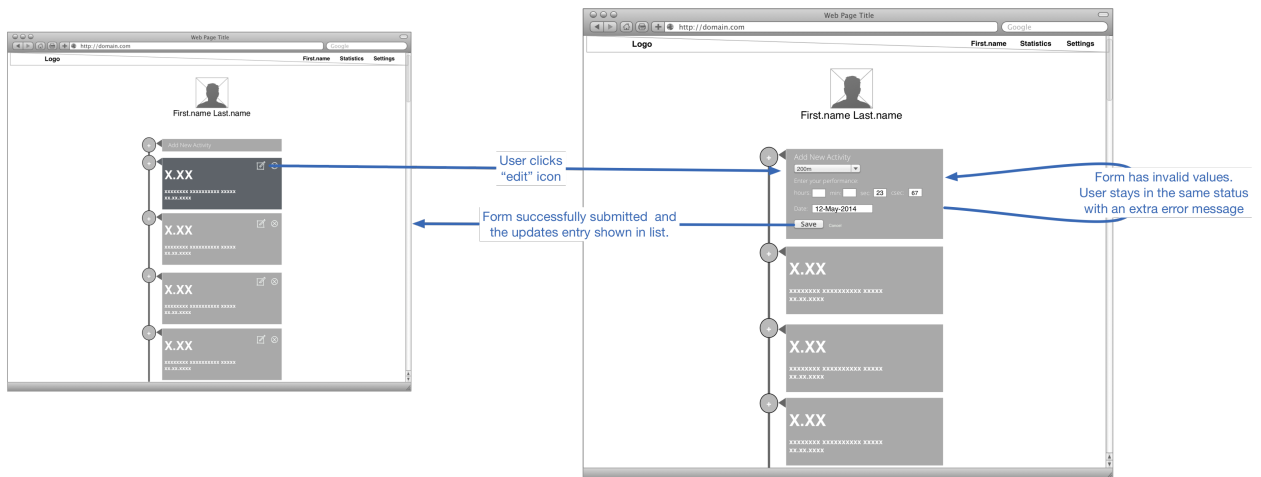 Web Page Title
http://domain.com
Google
Logo
First.name Statistics Settings
First.name Last.name
Add New Activity
X.XX
xxxxxxxx xxxxxxxxxx xxxxx
X.XX
xxxxxxxx xxxxxxxxxx xxxxx
xx.xx.xxxx
X.XX
xxxxxxxx xxxxxxxxxx xxxxx
xx.xx.xxxx
X.XX
xxxxxxxx xxxxxxxxxx xxxxx
xx.xx.xxxx
User clicks
“edit” icon
Form successfully submitted and
the updates entry shown in list.
Web Page Title
http://domain.com
Google
Logo
First.name Statistics Settings
First.name Last.name
Add New Activity
200m
Enter your performance
hours: min: sec: 23 67
Date: 12-May-2014
Save
X.XX
xxxxxxxx xxxxxxxxxx xxxxx
xx.xx.xxxx
X.XX
xxxxxxxx xxxxxxxxxx xxxxx
xx.xx.xxxx
X.XX
xxxxxxxx xxxxxxxxxx xxxxx
xx.xx.xxxx
Form has invalid values.
User stays in the same status
with an extra error message